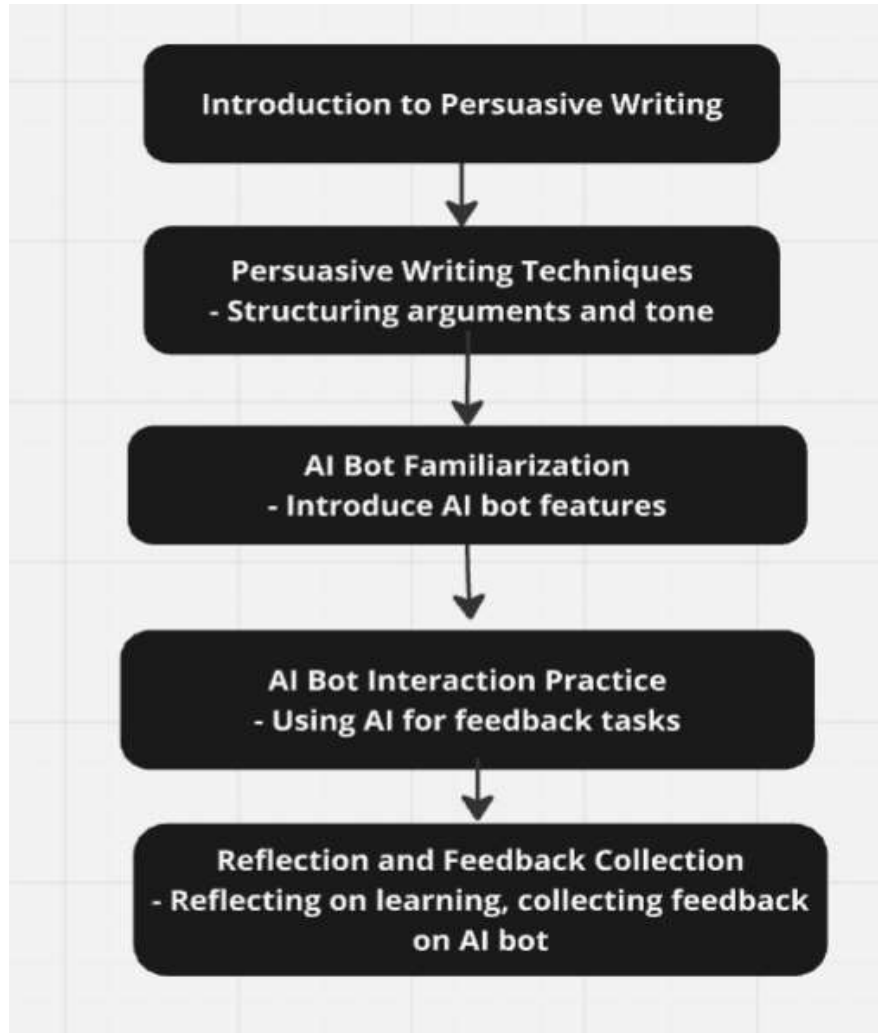 Introduction to Persuasive Writing
Persuasive Writing Techniques
- Structuring arguments and tone
AI Bot Familiarization
- Introduce AI bot features
AI Bot Interaction Practice
- Using AI for feedback tasks
Reflection and Feedback Collection
- Reflecting on learning, collecting feedback
on AI bot